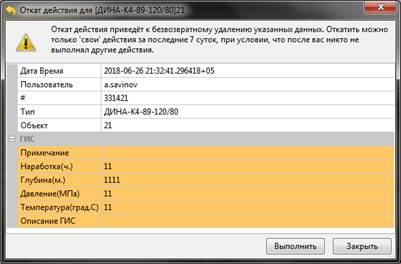 Откат действия для [ДИНА-К4-89-120/80]21
Откат действия приведёт к безвозвратному удалению указанных данных. Откатить можно
только 'свои' действия за последние 7 суток, при условии, что после вас никто не
выполнял другие действия.
Дата Время 2018-06-26 21:32:41.296418+05
Пользователь a.savinov
# 331421
Тип ДИНА-К4-89-120/80
Объект 21
ГИС
Примечание
Наработка(ч.) 11
Глубина(м.) 1111
Давление(МПа) 11
Температура(град.С) 11
Описание ГИС
Выполнить Закрыть